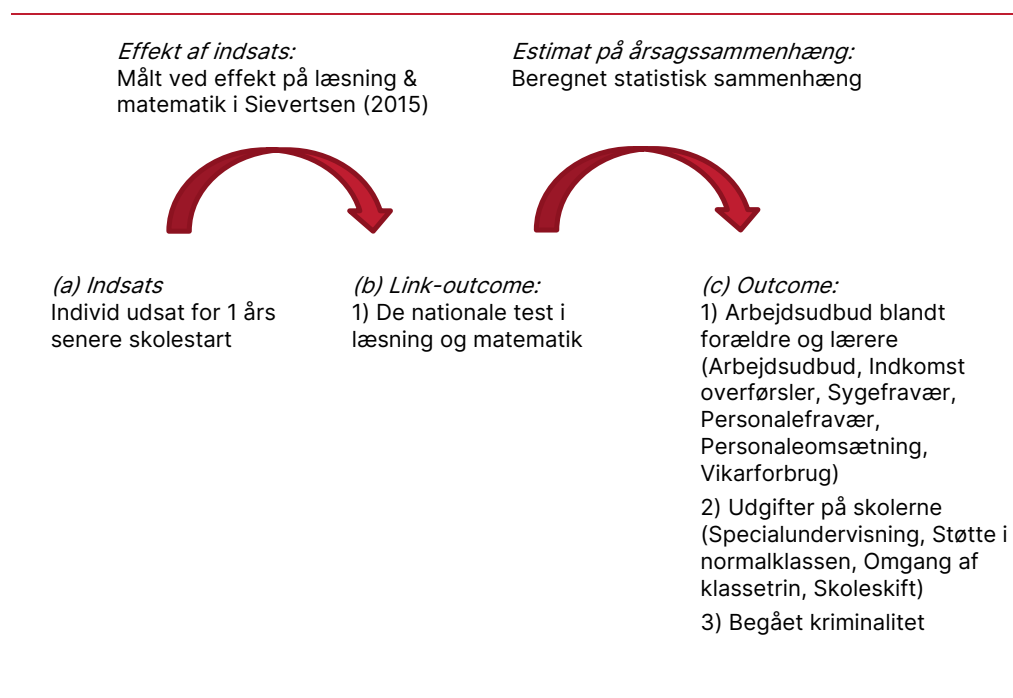 Effekt af indsats:
Målt ved effekt på læsning &
matematik i Sievertsen (2015)
Estimat på årsagssammenhæng:
Beregnet statistisk sammenhæng
(a) Indsats
Individ udsat for 1 års
senere skolestart
(b) Link-outcome:
1) De nationale test i
læsning og matematik
(c) Outcome:
1) Arbejdsudbud blandt
forældre og lærere
(Arbejdsudbud, Indkomst
overførsler, Sygefravær,
Personalefravær,
Personaleomsætning,
Vikarforbrug)
2) Udgifter på skolerne
(Specialundervisning, Støtte i
normalklassen, Omgang af
klassetrin, Skoleskift)
3) Begået kriminalitet